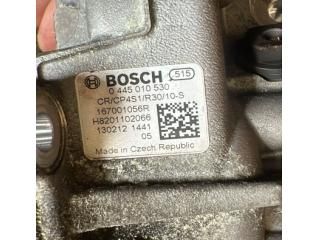 BOSCH 515
0 445 010 530
CR/CP4S1/R30/10-S
167001056R
H8201102066
130212 1441
05
Made in Czech Republic